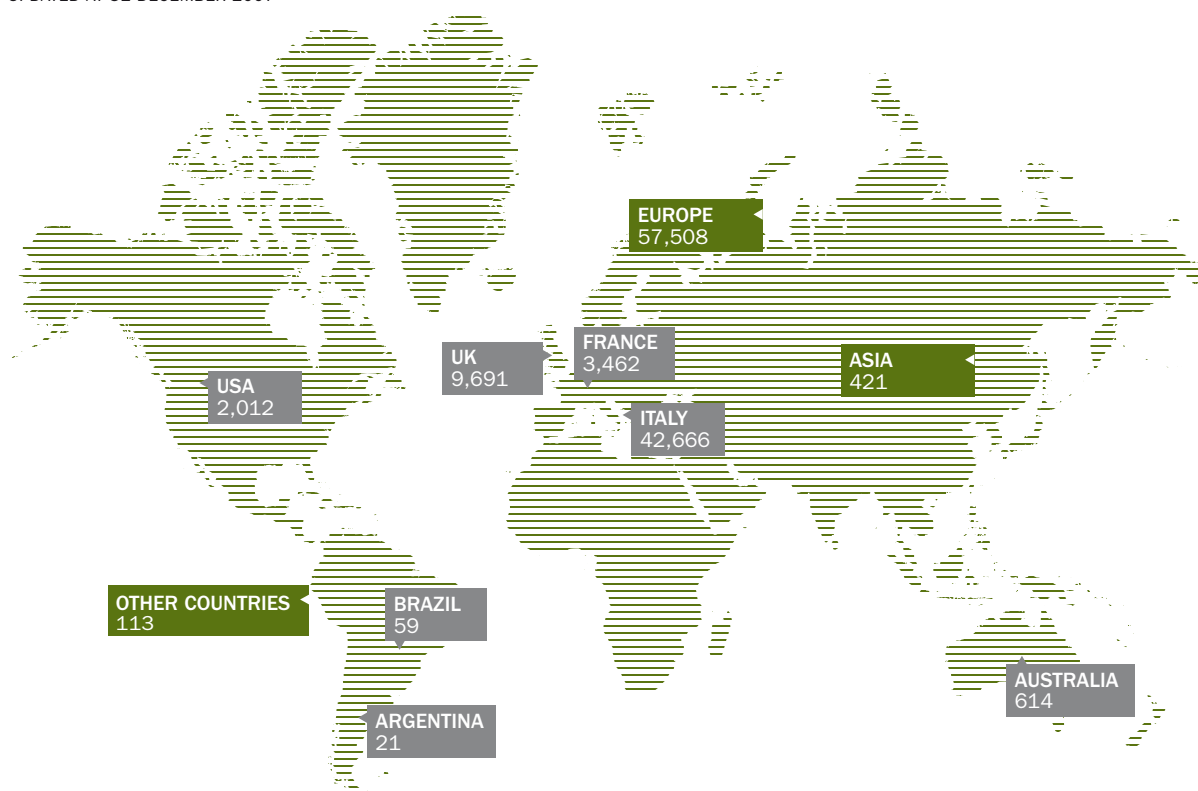 EUROPE
57,508
FRANCE
3,462
UK
9,691
ASIA
421
USA
2,012
ITALY
42,666
OTHER COUNTRIES
113
BRAZIL
59
AUSTRALIA
614
ARGENTINA
21